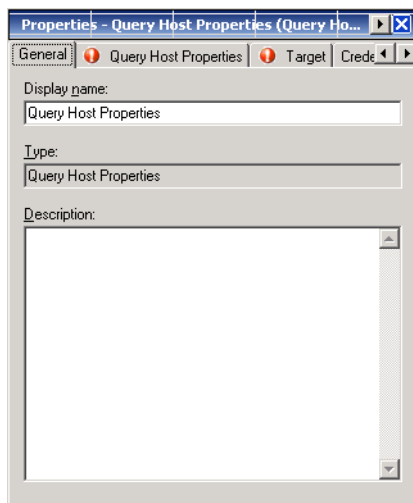 Properties - Query Host Properties (Query Ho...
General Query Host Properties Target Crede
Display name:
Query Host Properties
Type:
Query Host Properties
Description: